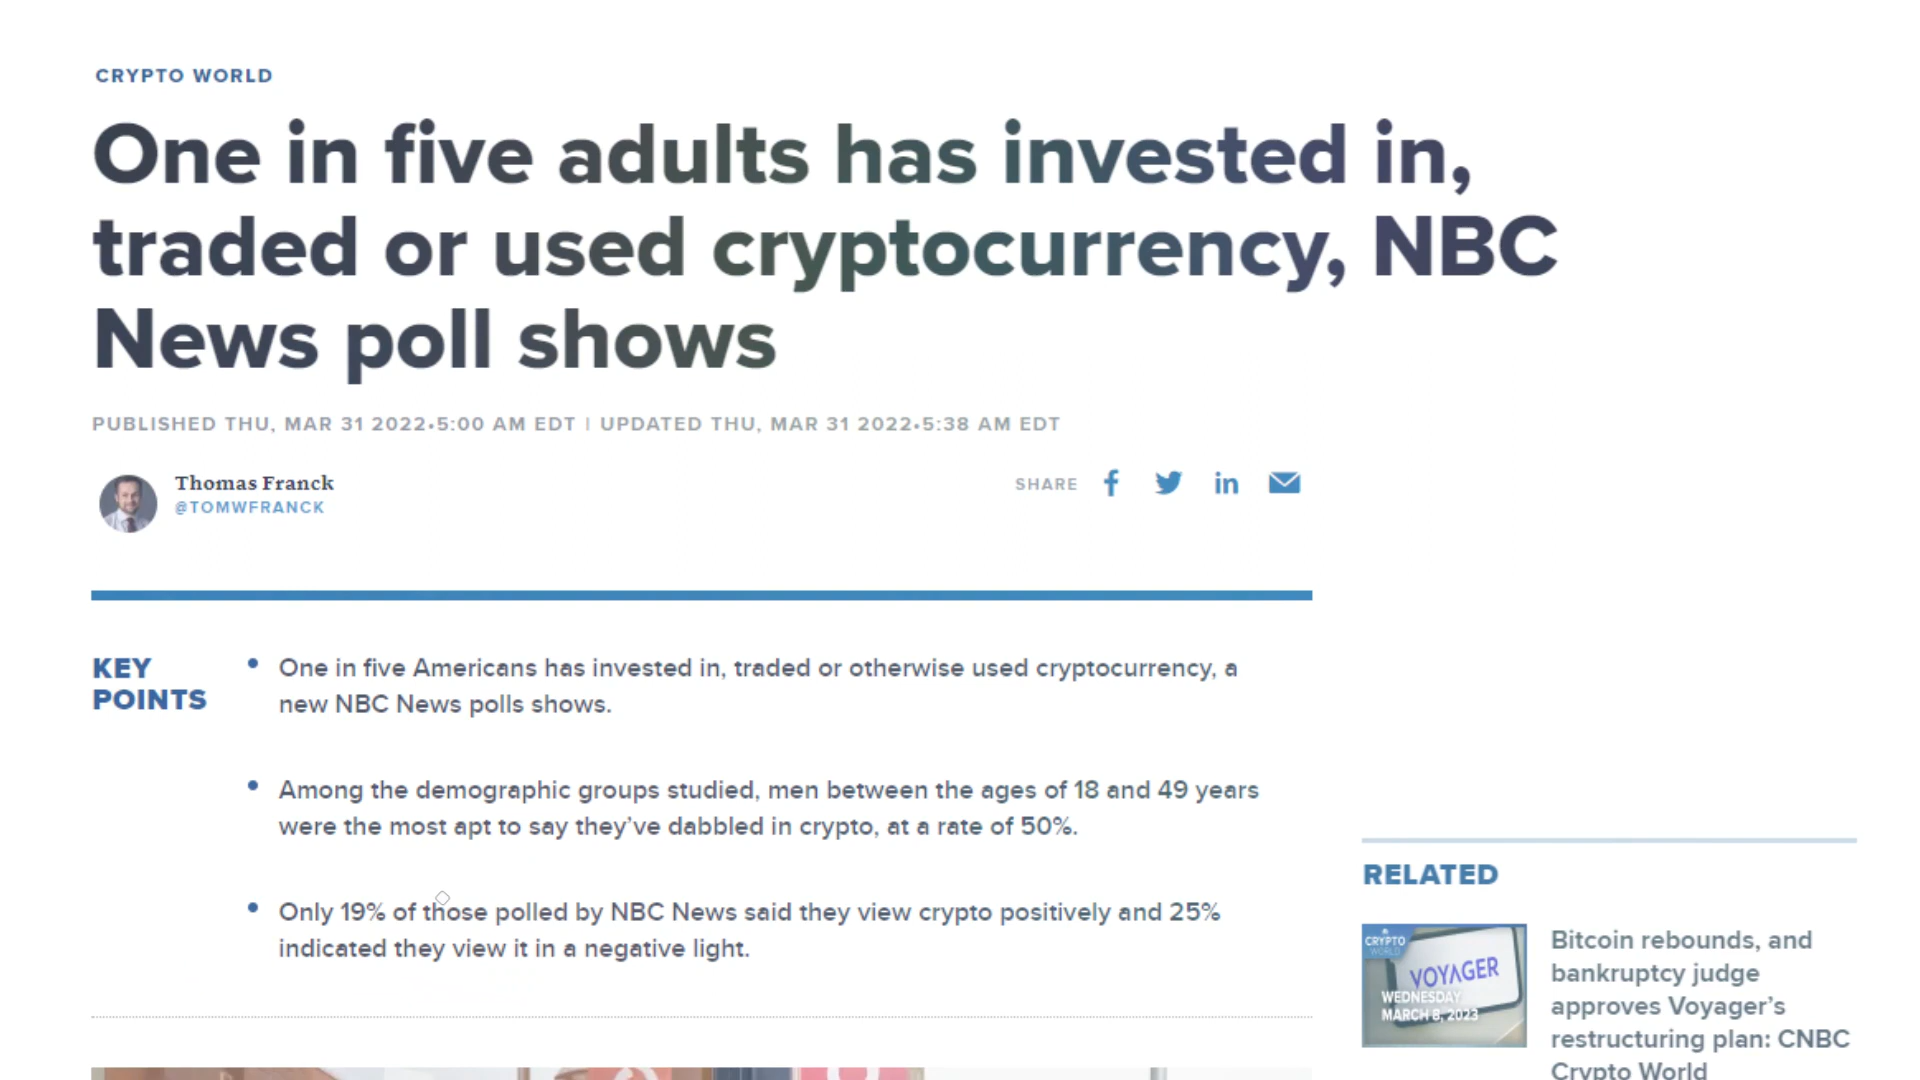 CRYPTO WORLD
One in five adults has invested in,
traded or used cryptocurrency, NBC
News poll shows
PUBLISHED THU, MAR 31 2022•5:00 AM EDT | UPDATED THU, MAR 31 2022•5:38 AM EDT
Thomas Franck
@TOMWFRANCK
SHARE
KEY
POINTS
• One in five Americans has invested in, traded or otherwise used cryptocurrency, a
new NBC News polls shows.
• Among the demographic groups studied, men between the ages of 18 and 49 years
were the most apt to say they’ve dabbled in crypto, at a rate of 50%.
• Only 19% of those polled by NBC News said they view crypto positively and 25%
indicated they view it in a negative light.
RELATED
CRYPTO
WORLD
VOYAGER
WEDNESDAY
MARCH 8, 2023
Bitcoin rebounds, and
bankruptcy judge
approves Voyager’s
restructuring plan: CNBC
Crypto World